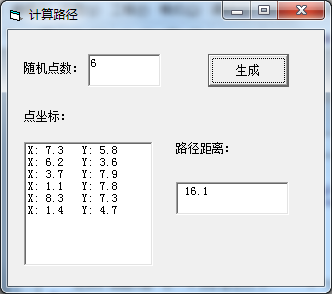 计算路径
随机点数: 6
生成
点坐标:
路径距离:
X: 7.3 Y: 5.8
X: 6.2 Y: 3.6
X: 3.7 Y: 7.9
X: 1.1 Y: 7.8
X: 8.3 Y: 7.3
X: 1.4 Y: 4.7
16.1